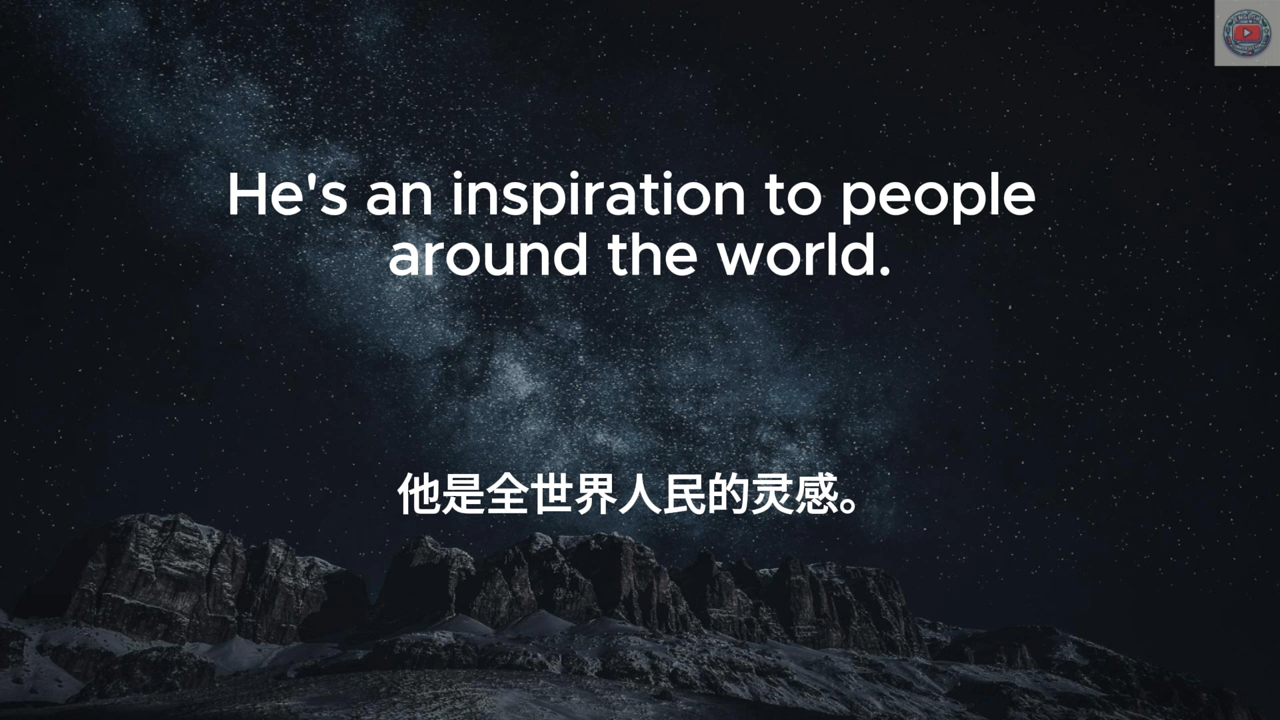 He's an inspiration to people
around the world.
他是全世界人民的灵感。